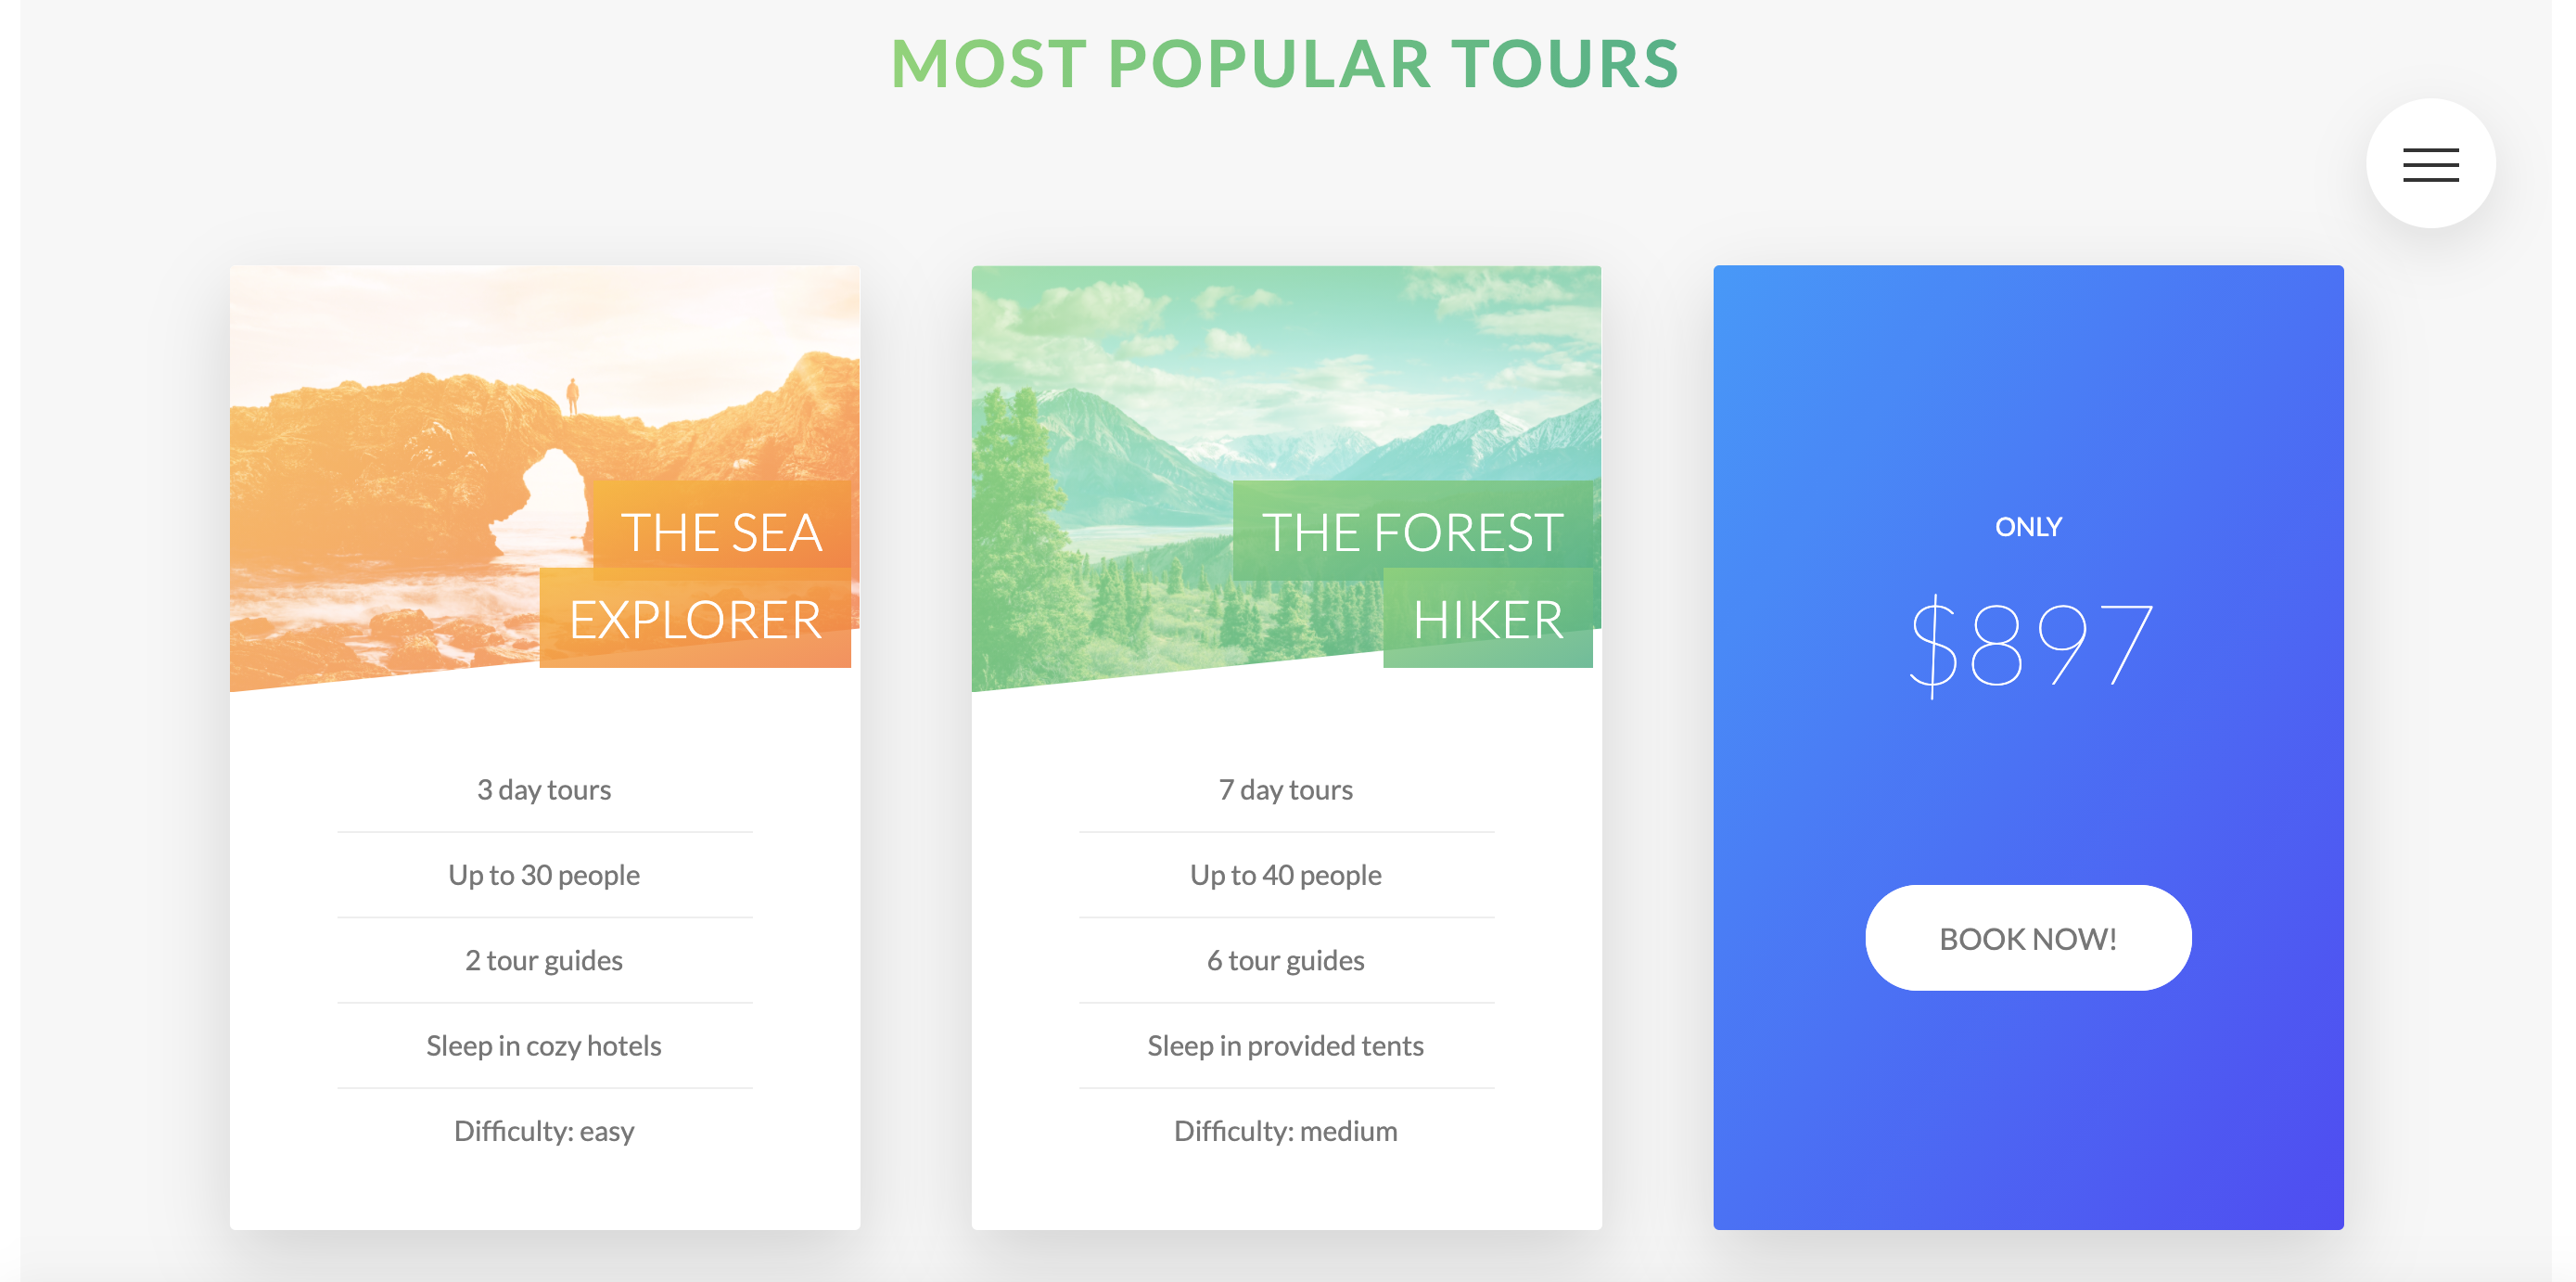 MOST POPULAR TOURS
THE SEA
EXPLORER
3 day tours
Up to 30 people
2 tour guides
Sleep in cozy hotels
Difficulty: easy
THE FOREST
HIKER
7 day tours
Up to 40 people
6 tour guides
Sleep in provided tents
Difficulty: medium
ONLY
$897
BOOK NOW!